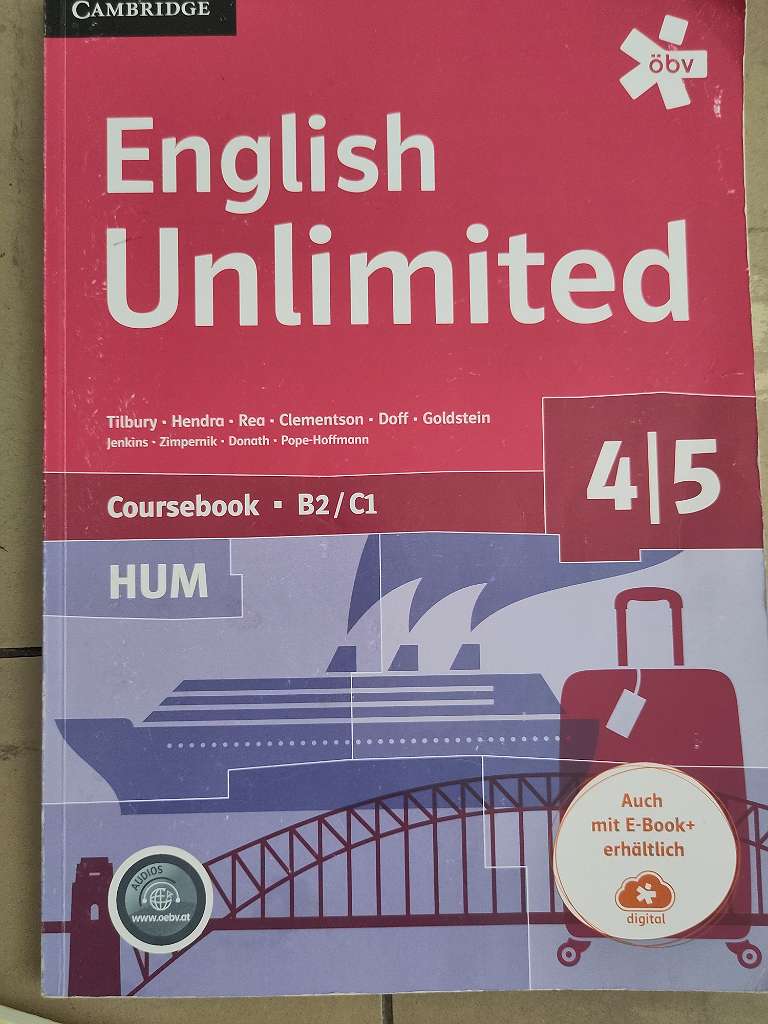 CAMBRIDGE
öbv
English
Unlimited
Tilbury · Hendra · Rea · Clementson · Doff · Goldstein
Jenkins · Zimpernik · Donath · Pope-Hoffmann
4|5
Coursebook ▪ B2/C1
HUM
Auch
mit E-Book+
erhältlich
digital
AUDIOS
www.oebv.at